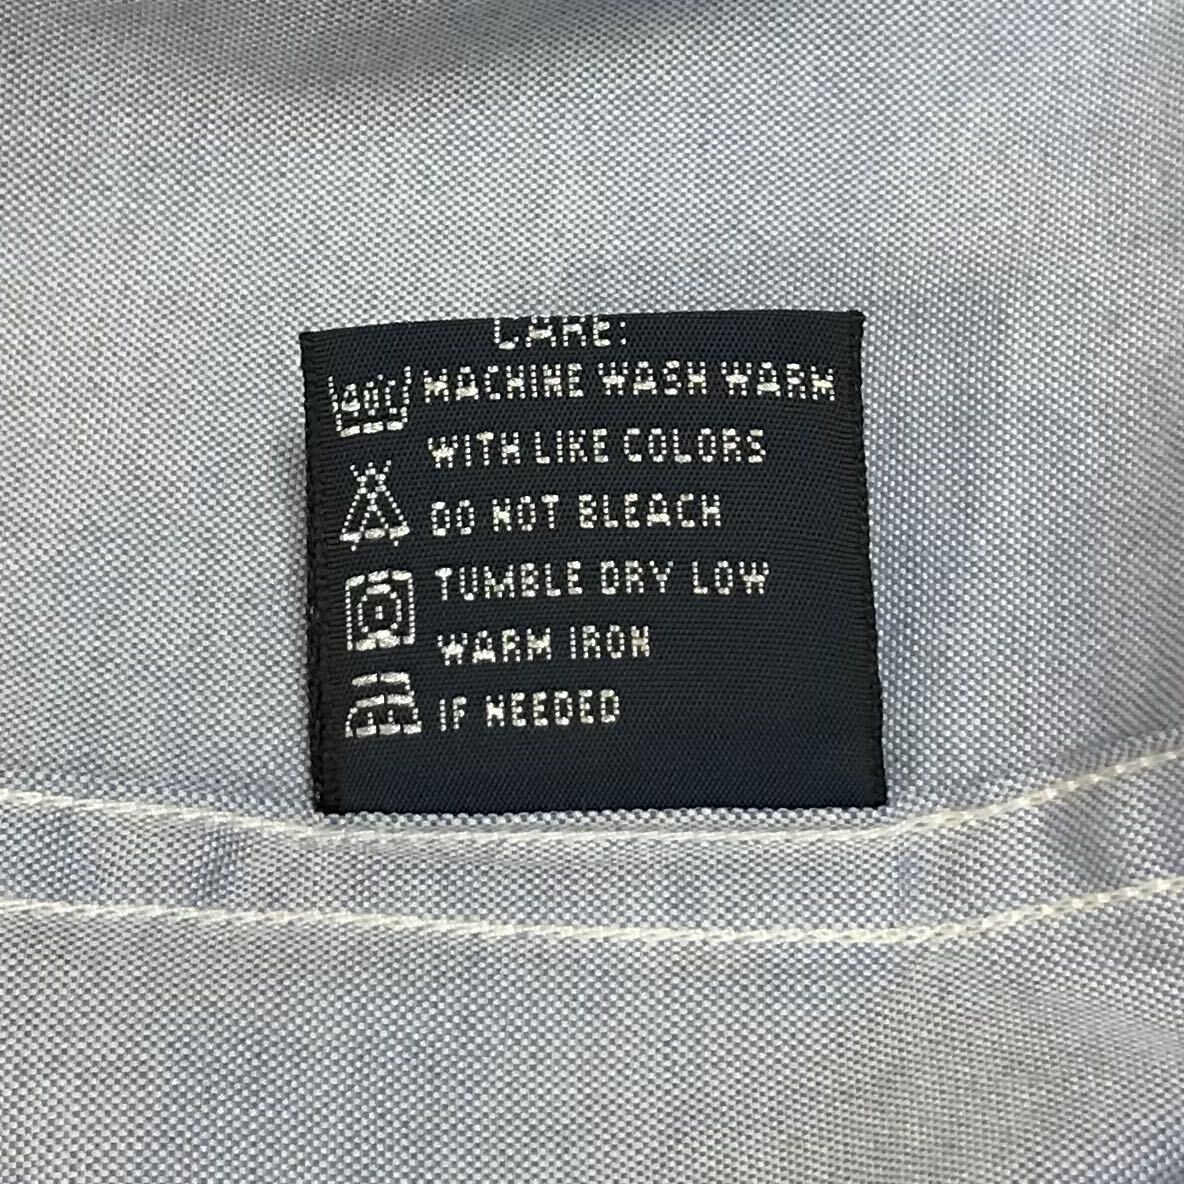 CARE:
40° MACHINE WASH WARM
WITH LIKE COLORS
DO NOT BLEACH
TUMBLE DRY LOW
WARM IRON
IF NEEDED